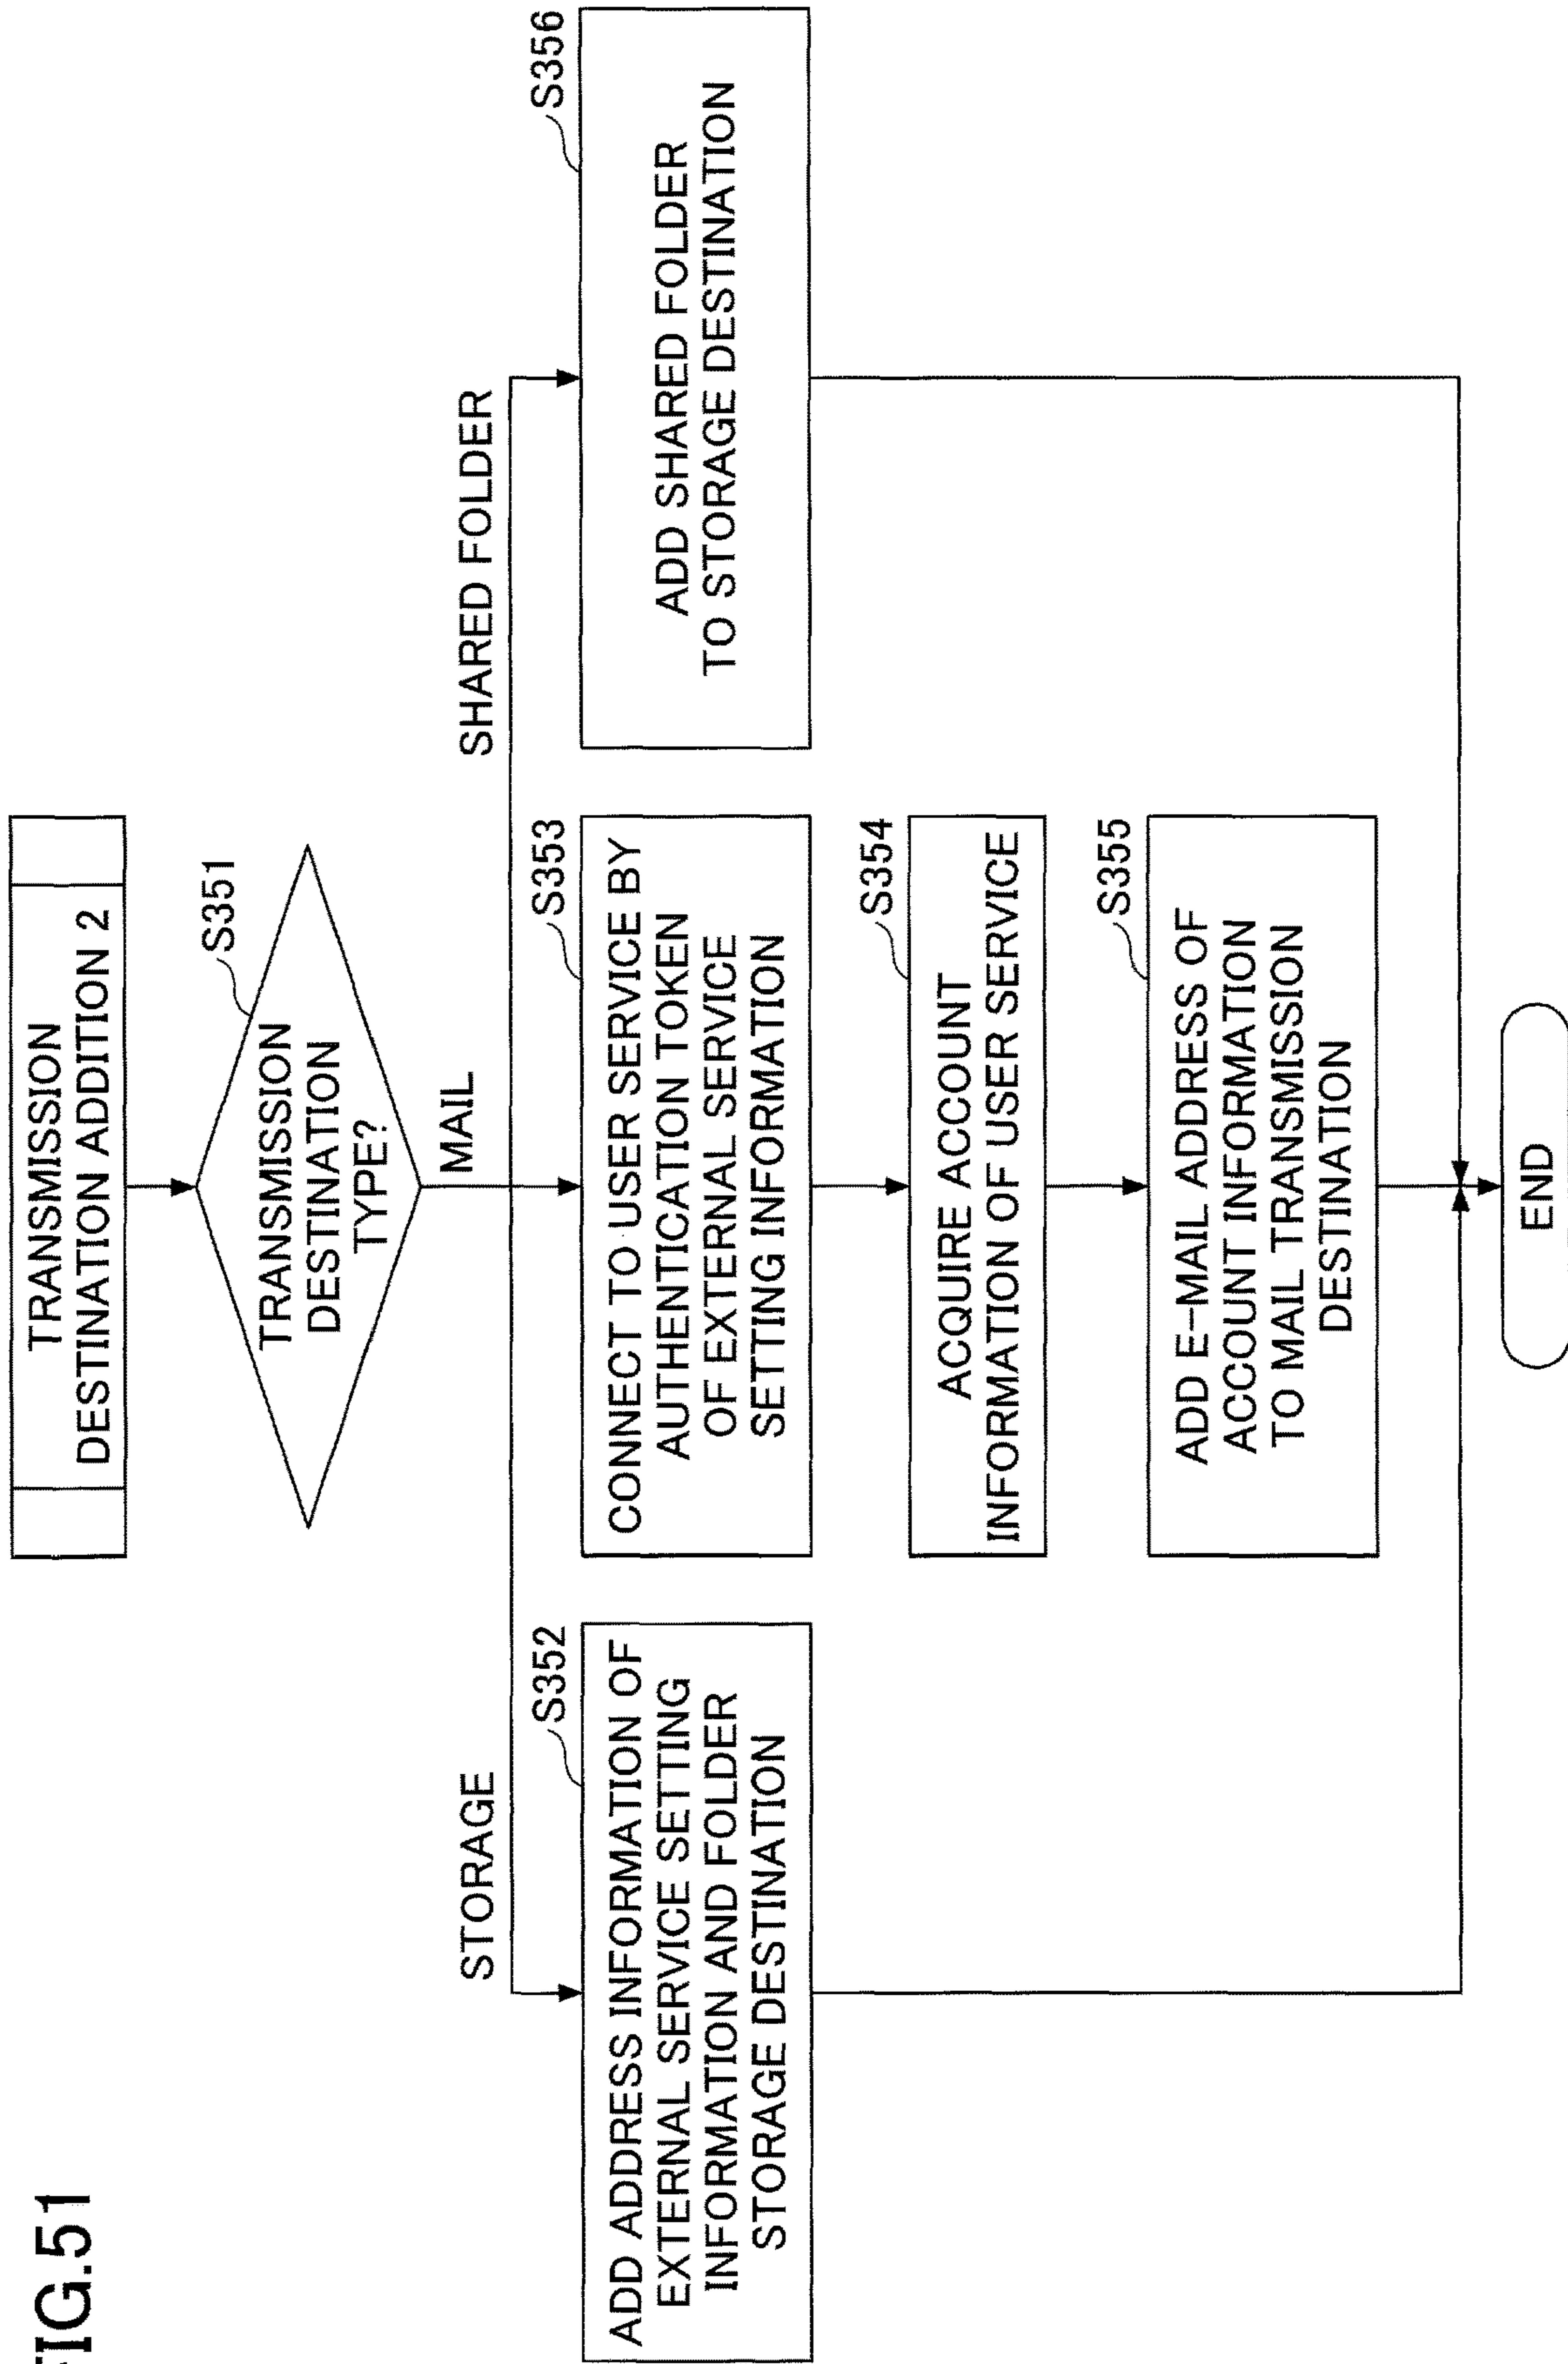 FIG.51
TRANSMISSION
DESTINATION ADDITION 2
S351
TRANSMISSION
DESTINATION
TYPE?
STORAGE
MAIL
SHARED FOLDER
S352
ADD ADDRESS INFORMATION OF
EXTERNAL SERVICE SETTING
INFORMATION AND FOLDER
STORAGE DESTINATION
S353
CONNECT TO USER SERVICE BY
AUTHENTICATION TOKEN
OF EXTERNAL SERVICE
SETTING INFORMATION
S356
ADD SHARED FOLDER
TO STORAGE DESTINATION
S354
ACQUIRE ACCOUNT
INFORMATION OF USER SERVICE
S355
ADD E-MAIL ADDRESS OF
ACCOUNT INFORMATION
TO MAIL TRANSMISSION
DESTINATION
END